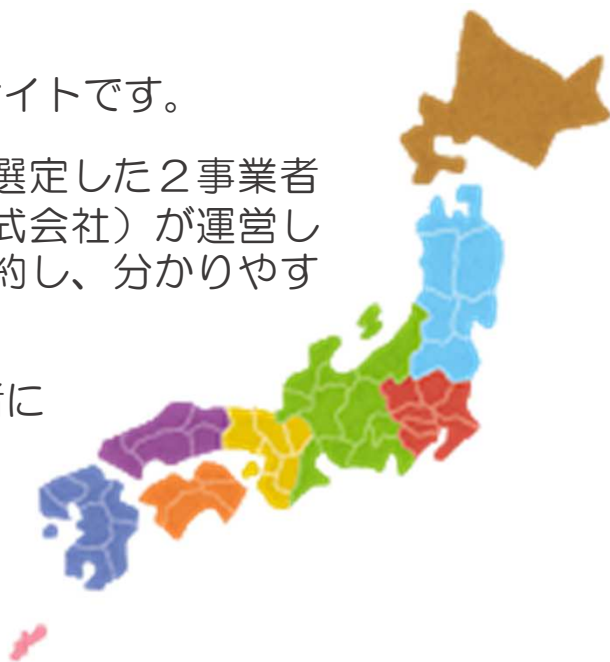 イトです。
選定した２事業者
式会社）が運営し
約し、分かりやす
に